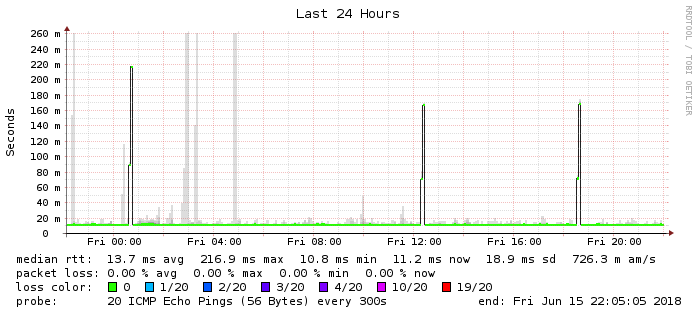 Last 24 Hours
RRDTOOL / TOBI OETIKER
Seconds
260 m
240 m
220 m
200 m
180 m
160 m
140 m
120 m
100 m
80 m
60 m
40 m
20 m
0
Fri 00:00 Fri 04:00 Fri 08:00 Fri 12:00 Fri 16:00 Fri 20:00
median rtt: 13.7 ms avg 216.9 ms max 10.8 ms min 11.2 ms now 18.9 ms sd 726.3 m am/s
packet loss: 0.00 % avg 0.00 % max 0.00 % min 0.00 % now
loss color: 0 1/20 2/20 3/20 4/20 10/20 19/20
probe: 20 ICMP Echo Pings (56 Bytes) every 300s end: Fri Jun 15 22:05:05 2018